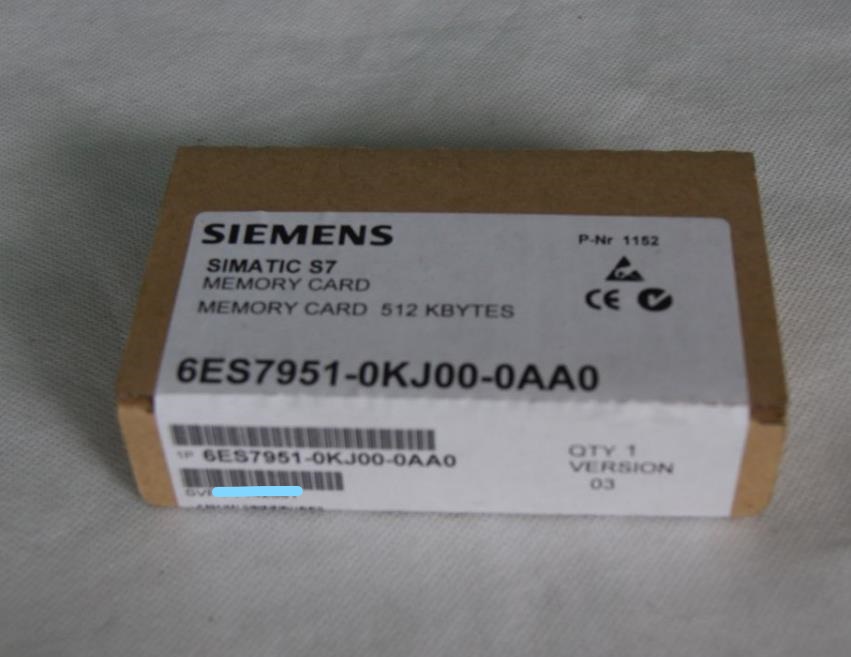 SIEMENS
P-Nr 1152
SIMATIC S7
MEMORY CARD
MEMORY CARD 512 KBYTES
CE
6ES7951-0KJ00-0AA0
1P 6ES7951-0KJ00-0AA0
QTY 1
VERSION
03